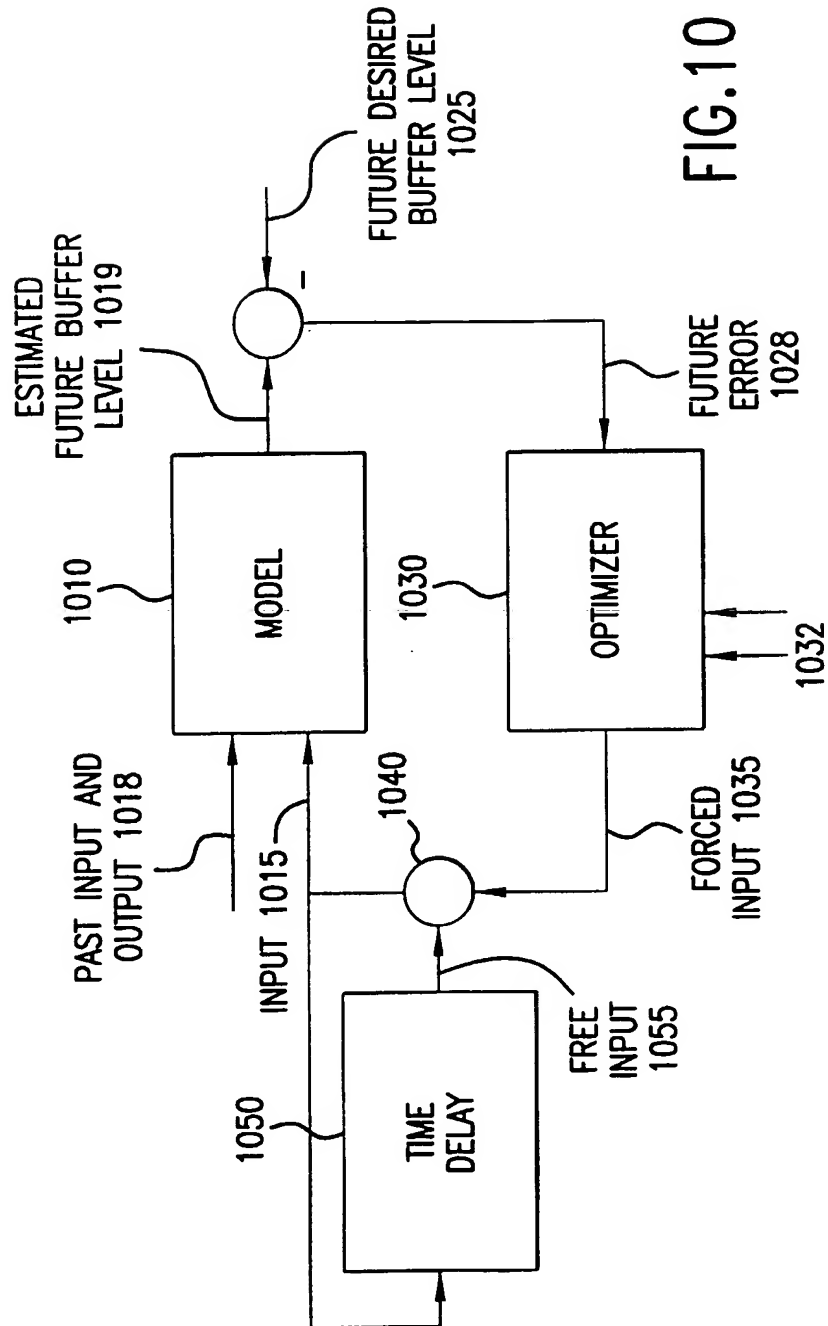 ESTIMATED
FUTURE BUFFER
LEVEL 1019
1010
PAST INPUT AND
OUTPUT 1018
MODEL
-
FUTURE DESIRED
BUFFER LEVEL
1025
INPUT 1015
1040
1030
1050
TIME
DELAY
FREE
INPUT
1055
OPTIMIZER
FUTURE
ERROR
1028
FORCED
INPUT 1035
1032
FIG.10